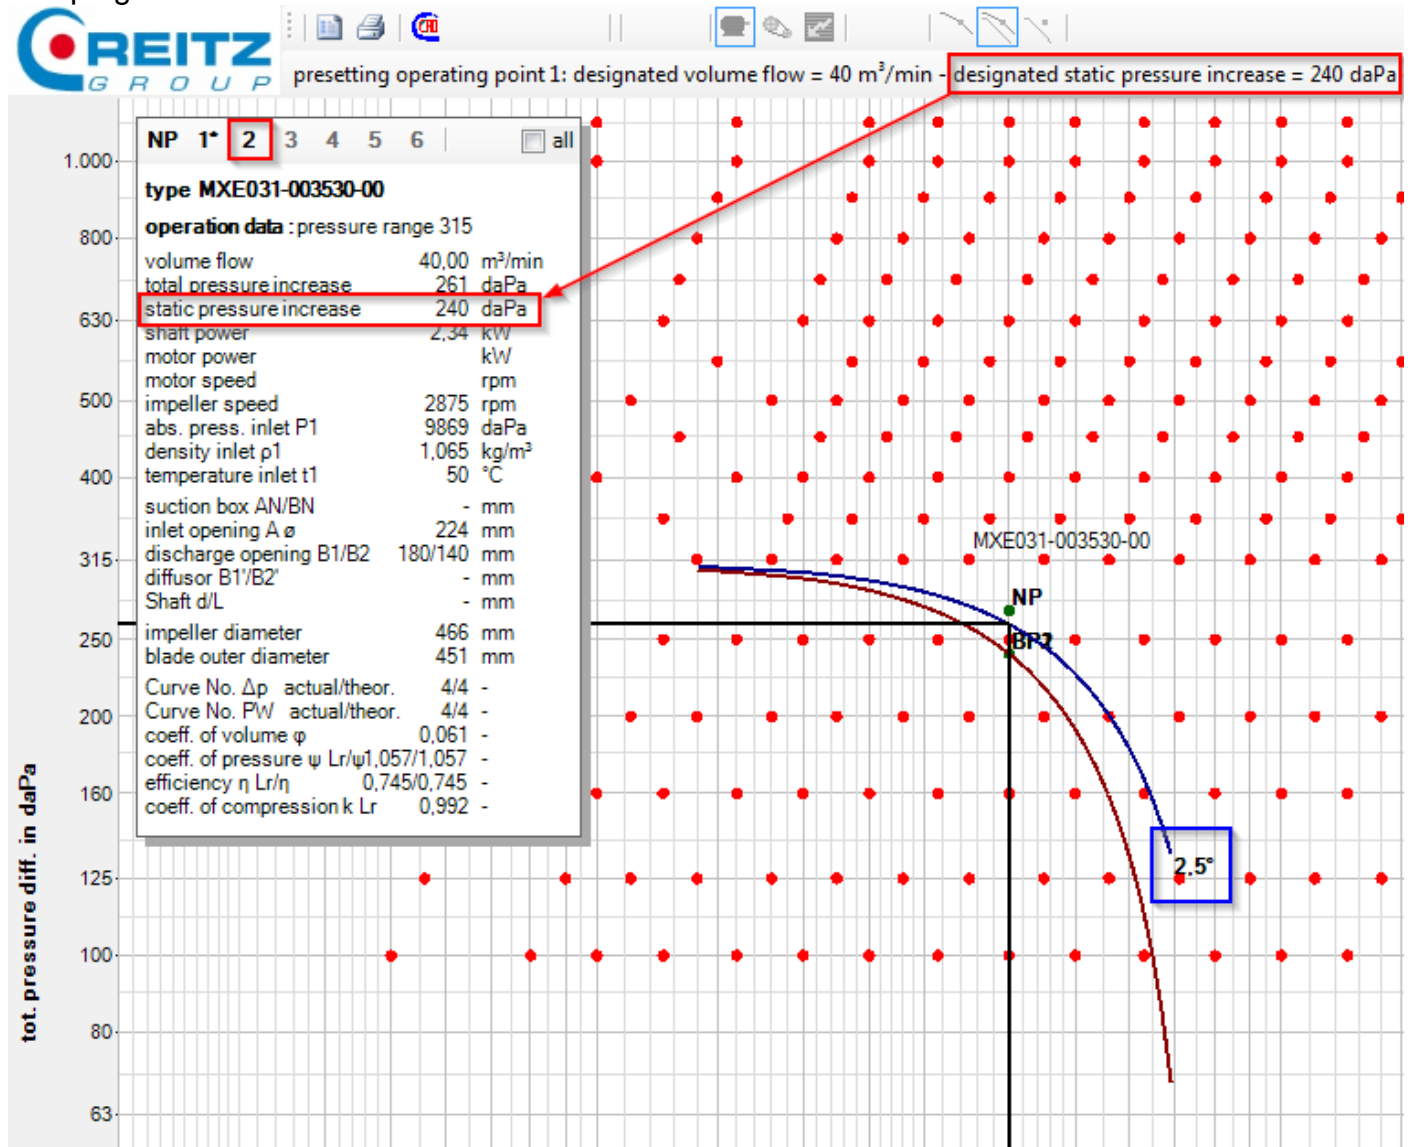 REITZ
GROUP
presetting operating point 1: designated volume flow = 40 m³/min - designated static pressure increase = 240 daPa
NP 1* 2 3 4 5 6 all
type MXE031-003530-00
operation data : pressure range 315
volume flow 40,00 m³/min
total pressure increase 261 daPa
static pressure increase 240 daPa
shaft power 2,34 kW
motor power kW
motor speed rpm
impeller speed 2875 rpm
abs. press. inlet P1 9869 daPa
density inlet ρ1 1,065 kg/m³
temperature inlet t1 50 °C
suction box AN/BN - mm
inlet opening A ø 224 mm
discharge opening B1/B2 180/140 mm
diffusor B1'/B2' - mm
Shaft d/L - mm
impeller diameter 466 mm
blade outer diameter 451 mm
Curve No. Δp actual/theor. 4/4 -
Curve No. PW actual/theor. 4/4 -
coeff. of volume φ 0,061 -
coeff. of pressure ψ Lr/ψ1,057/1,057 -
efficiency η Lr/η 0,745/0,745 -
coeff. of compression k Lr 0,992 -
1.000
800
630
500
400
315
250
200
160
125
100
80
63
tot. pressure diff. in daPa
MXE031-003530-00
NP
2.5°